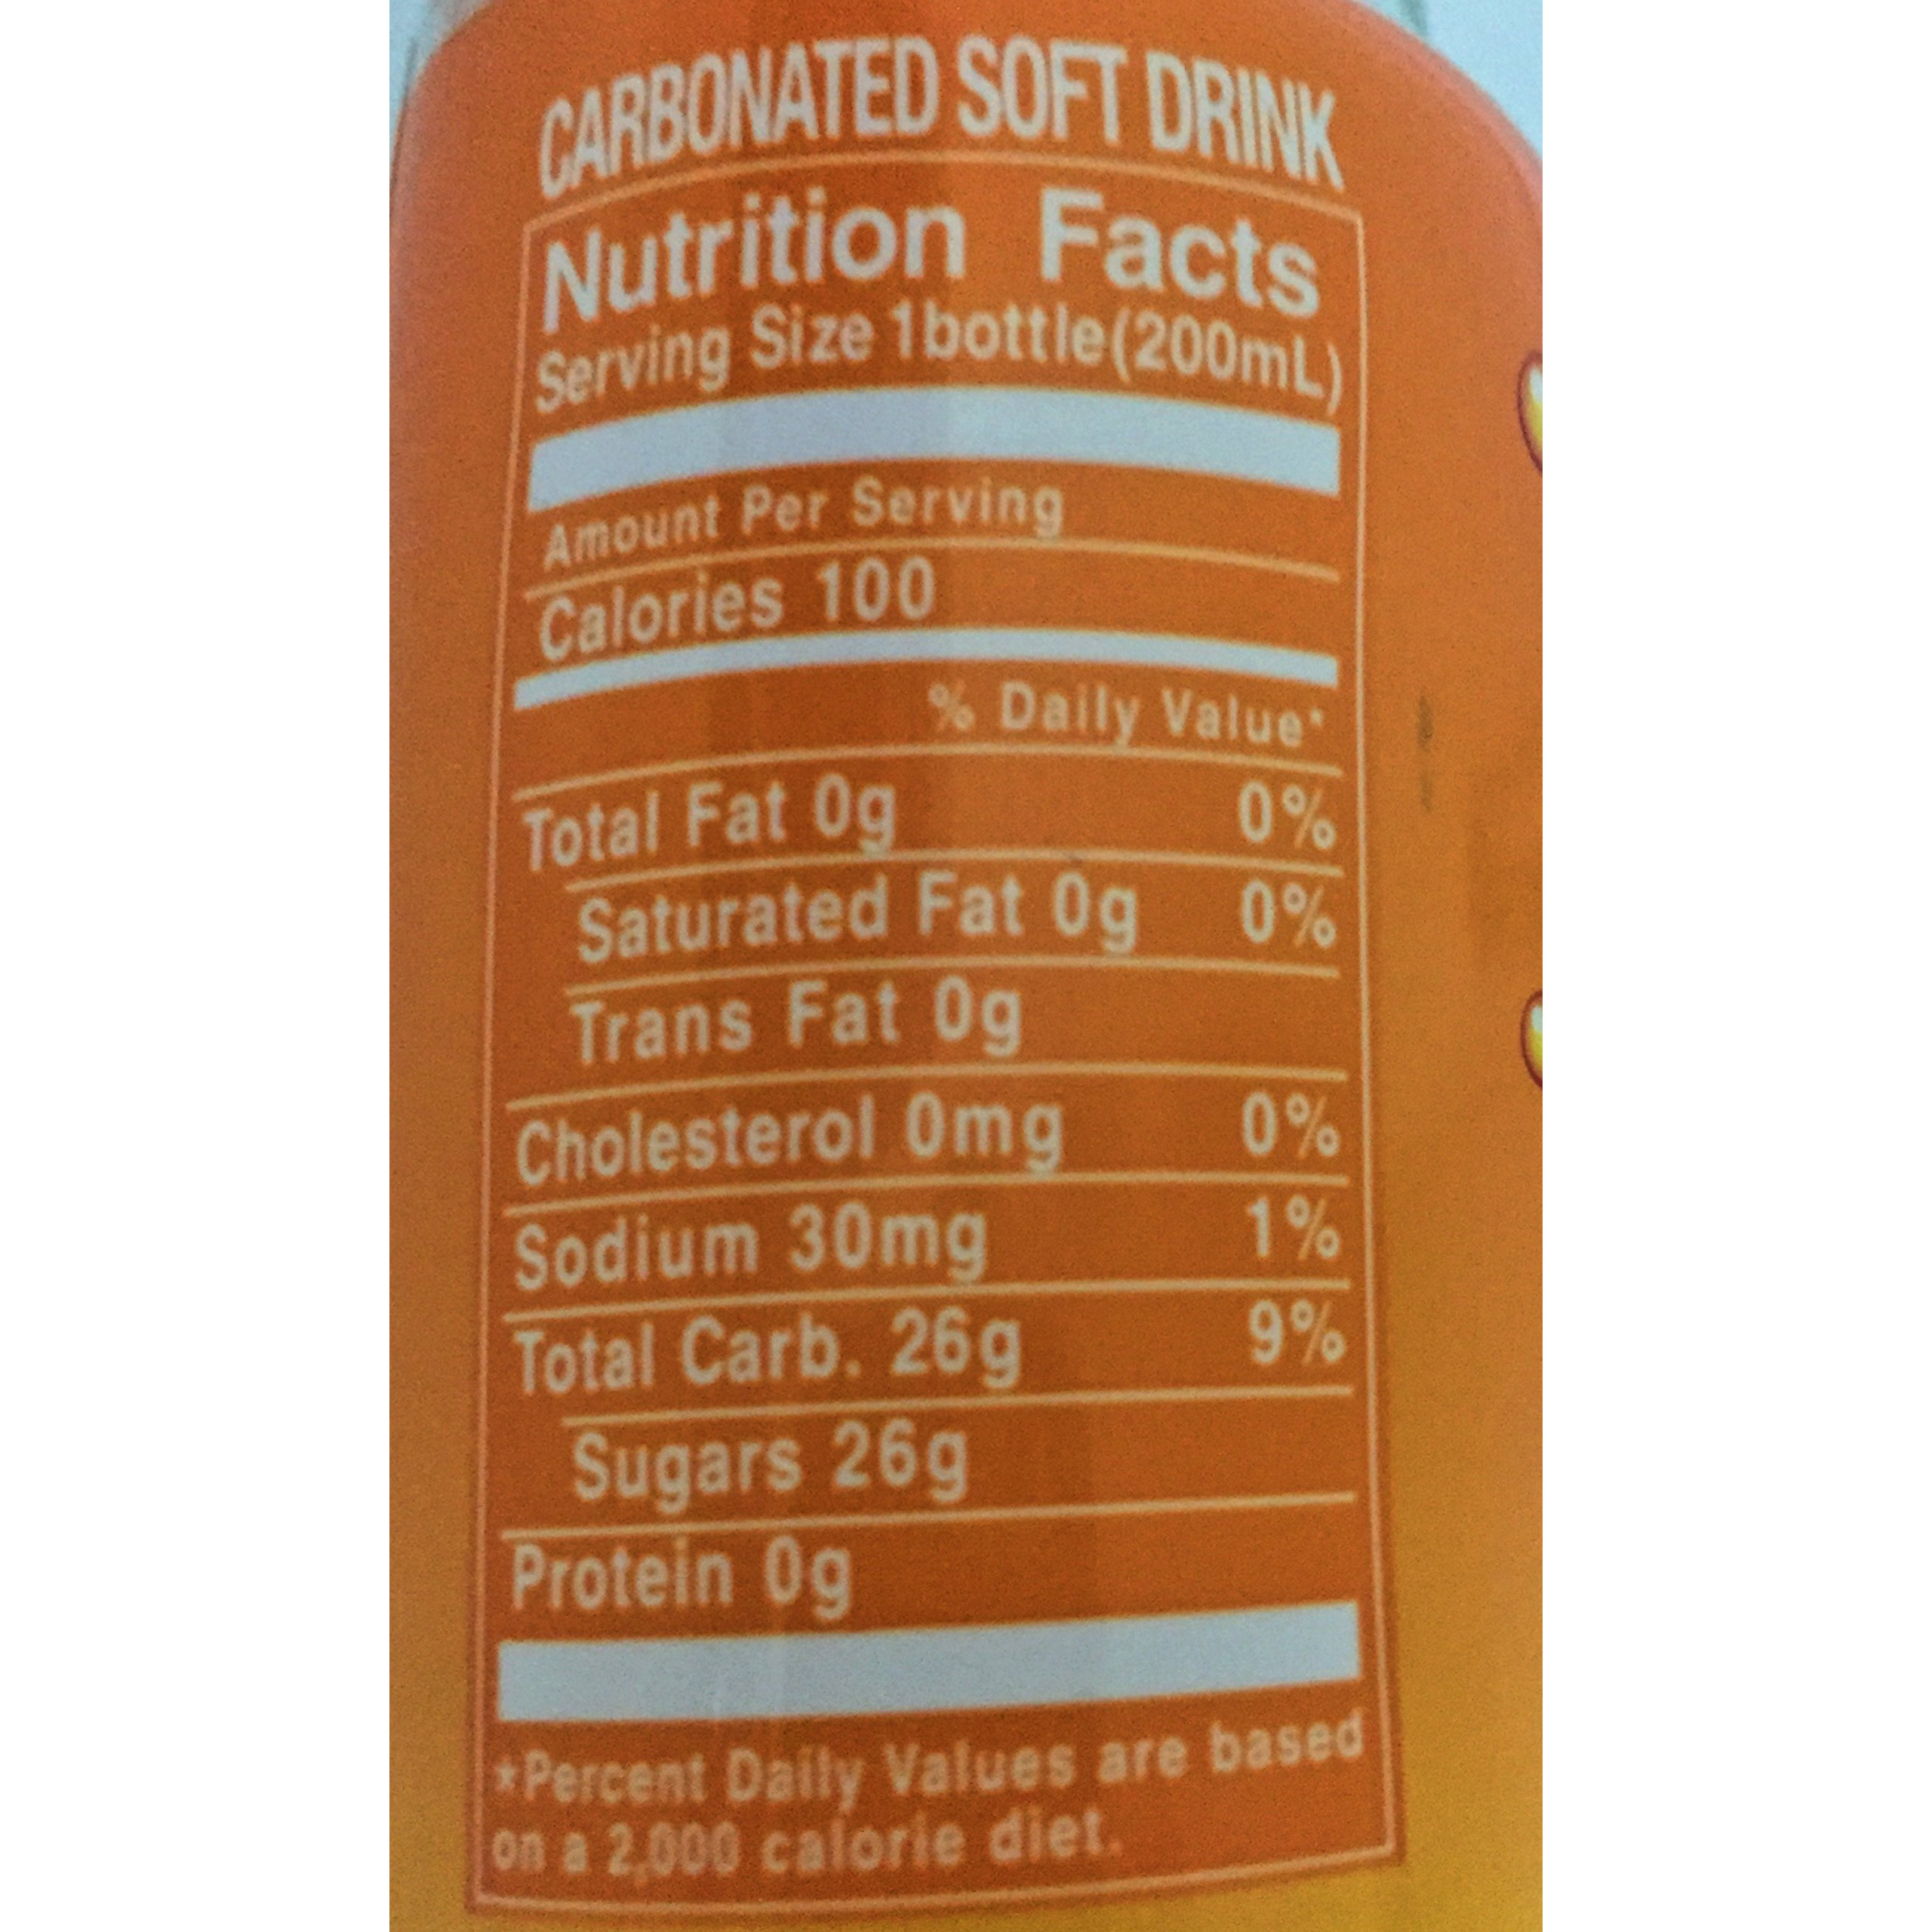 CARBONATED SOFT DRINK
Nutrition Facts
Serving Size 1bottle(200mL)
Amount Per Serving
Calories 100
% Daily Value*
Total Fat 0g 0%
Saturated Fat 0g 0%
Trans Fat 0g
Cholesterol 0mg 0%
Sodium 30mg 1%
Total Carb. 26g 9%
Sugars 26g
Protein 0g
*Percent Daily Values are based
on a 2,000 calorie diet.